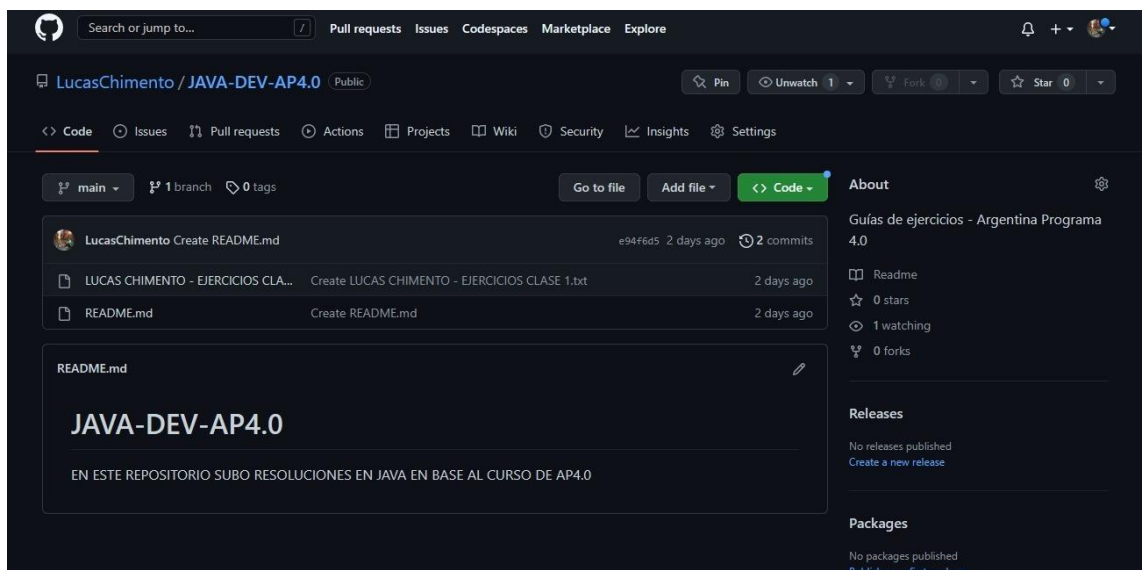 Search or jump to... / Pull requests Issues Codespaces Marketplace Explore
LucasChimento / JAVA-DEV-AP4.0 Public Pin Unwatch 1 Fork 0 Star 0
Code Issues Pull requests Actions Projects Wiki Security Insights Settings
main 1 branch 0 tags Go to file Add file Code
LucasChimento Create README.md e94f6d5 2 days ago 2 commits
LUCAS CHIMENTO - EJERCICIOS CLA... Create LUCAS CHIMENTO - EJERCICIOS CLASE 1.txt 2 days ago
README.md Create README.md 2 days ago
README.md
JAVA-DEV-AP4.0
EN ESTE REPOSITORIO SUBO RESOLUCIONES EN JAVA EN BASE AL CURSO DE AP4.0
About
Guías de ejercicios - Argentina Programa
4.0
Readme
0 stars
1 watching
0 forks
Releases
No releases published
Create a new release
Packages
No packages published